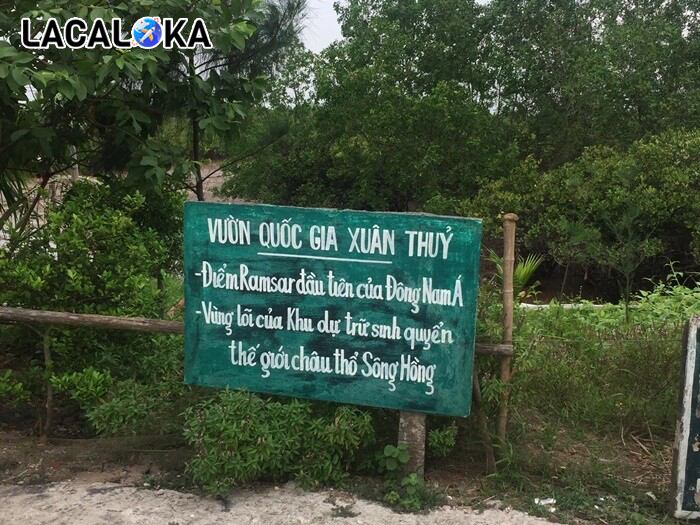 LACALOKA
VƯỜN QUỐC GIA XUÂN THUỶ
-Điểm Ramsar đầu tiên của Đông Nam Á
-Vùng lõi của Khu dự trữ sinh quyển
thế giới châu thổ Sông Hồng